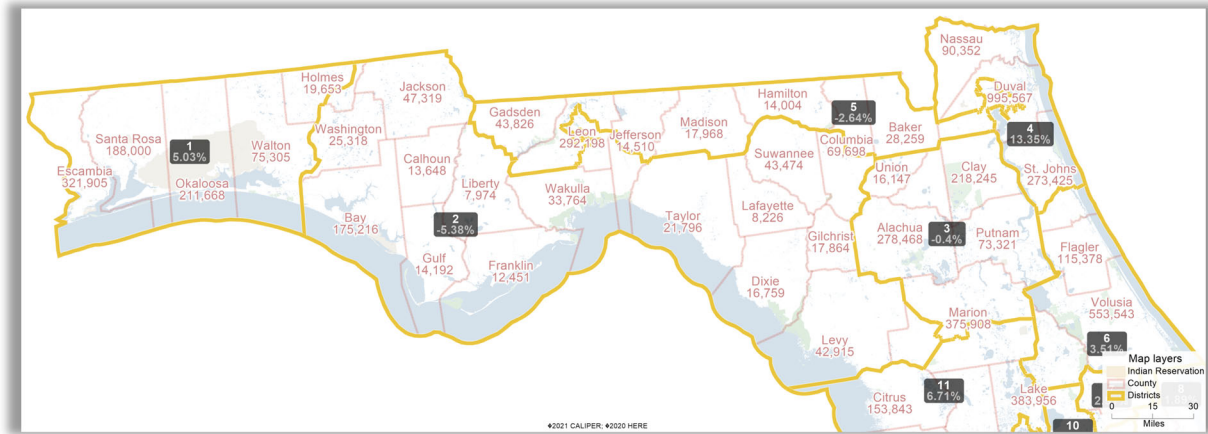 Nassau
90,352
Holmes
19,653
Jackson
47,319
Duval
995,567
Hamilton
14,004
Gadsden
43,826
5
-2.64%
Madison
17,968
Washington
25,318
Leon
292,198
Jefferson
14,510
4
13.35%
Santa Rosa
188,000
1
5.03%
Walton
75,305
Columbia
69,698
Baker
28,259
Suwannee
43,474
Calhoun
13,648
Union
16,147
Clay
218,245
St. Johns
273,425
Escambia
321,905
Okaloosa
211,668
Liberty
7,974
Wakulla
33,764
Lafayette
8,226
Taylor
21,796
Bay
175,216
2
-5.38%
Alachua
278,468
3
-0.4%
Putnam
73,321
Gilchrist
17,864
Flagler
115,378
Gulf
14,192
Franklin
12,451
Dixie
16,759
Marion
375,908
Volusia
553,543
Levy
42,915
6
3.51%
Map layers
Indian Reservation
County
Districts
0 15 30
Miles
11
6.71%
Citrus
153,843
Lake
383,956
10
�2021 CALIPER; �2020 HERE